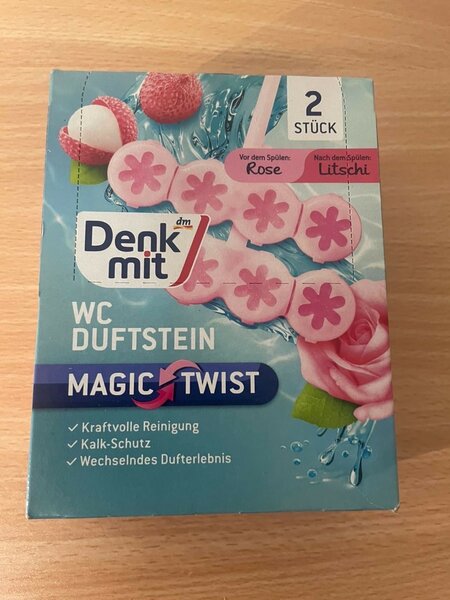 2
STÜCK
Vor dem Spülen:
Rose
Nach dem Spülen:
Litschi
dm
Denk
mit
WC
DUFTSTEIN
MAGIC TWIST
✓ Kraftvolle Reinigung
✓ Kalk-Schutz
✓ Wechselndes Dufterlebnis